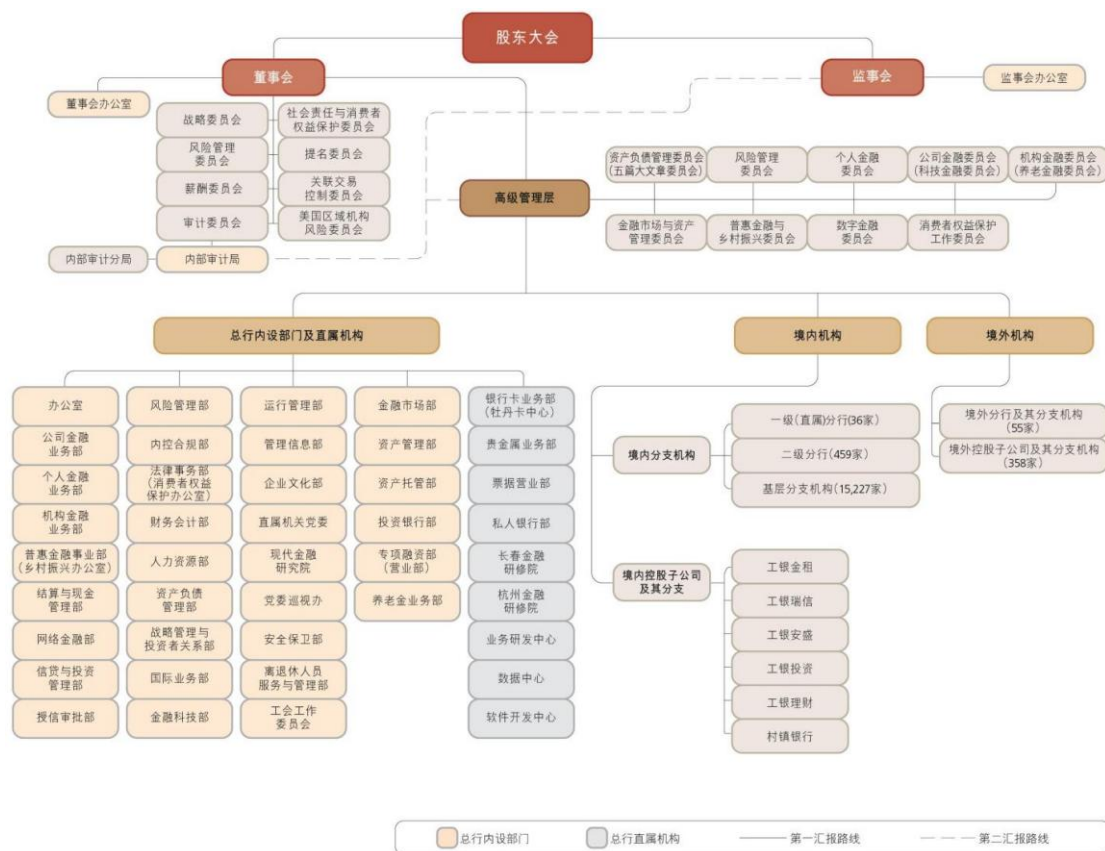 股东大会
董事会
监事会
董事会办公室
监事会办公室
战略委员会
社会责任与消费者
权益保护委员会
风险管理
委员会
提名委员会
薪酬委员会
关联交易
控制委员会
审计委员会
美国区域机构
风险委员会
内部审计分局
内部审计局
高级管理层
资产负债管理委员会
(五篇大文章委员会)
风险管理
委员会
个人金融
委员会
公司金融委员会
(科技金融委员会)
机构金融委员会
(养老金融委员会)
金融市场与资产
管理委员会
普惠金融与
乡村振兴委员会
数字金融
委员会
消费者权益保护
工作委员会
总行内设部门及直属机构
境内机构
境外机构
办公室
公司金融
业务部
个人金融
业务部
机构金融
业务部
普惠金融事业部
(乡村振兴办公室)
结算与现金
管理部
网络金融部
信贷与投资
管理部
授信审批部
风险管理部
内控合规部
法律事务部
(消费者权益
保护办公室)
财务会计部
人力资源部
资产负债
管理部
战略管理与
投资者关系部
国际业务部
金融科技部
运行管理部
管理信息部
企业文化部
直属机关党委
现代金融
研究院
党委巡视办
安全保卫部
离退休人员
服务与管理部
工会工作
委员会
金融市场部
资产管理部
资产托管部
投资银行部
专项融资部
(营业部)
养老金业务部
银行卡业务部
(牡丹卡中心)
贵金属业务部
票据营业部
私人银行部
长春金融
研修院
杭州金融
研修院
业务研发中心
数据中心
软件开发中心
境内分支机构
一级(直属)分行(36家)
二级分行(459家)
基层分支机构(15,227家)
境内控股子公司
及其分支
工银金租
工银瑞信
工银安盛
工银投资
工银理财
村镇银行
境外分行及其分支机构
(55家)
境外控股子公司及其分支机构
(358家)
总行内设部门
总行直属机构
第一汇报路线
第二汇报路线